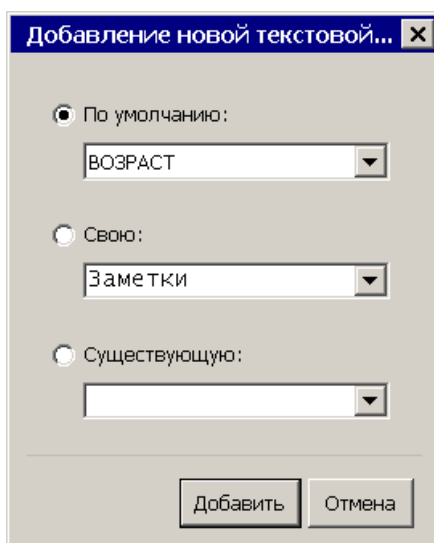 Добавление новой текстовой...
По умолчанию:
ВОЗРАСТ
Свою:
Заметки
Существующую:
Добавить Отмена